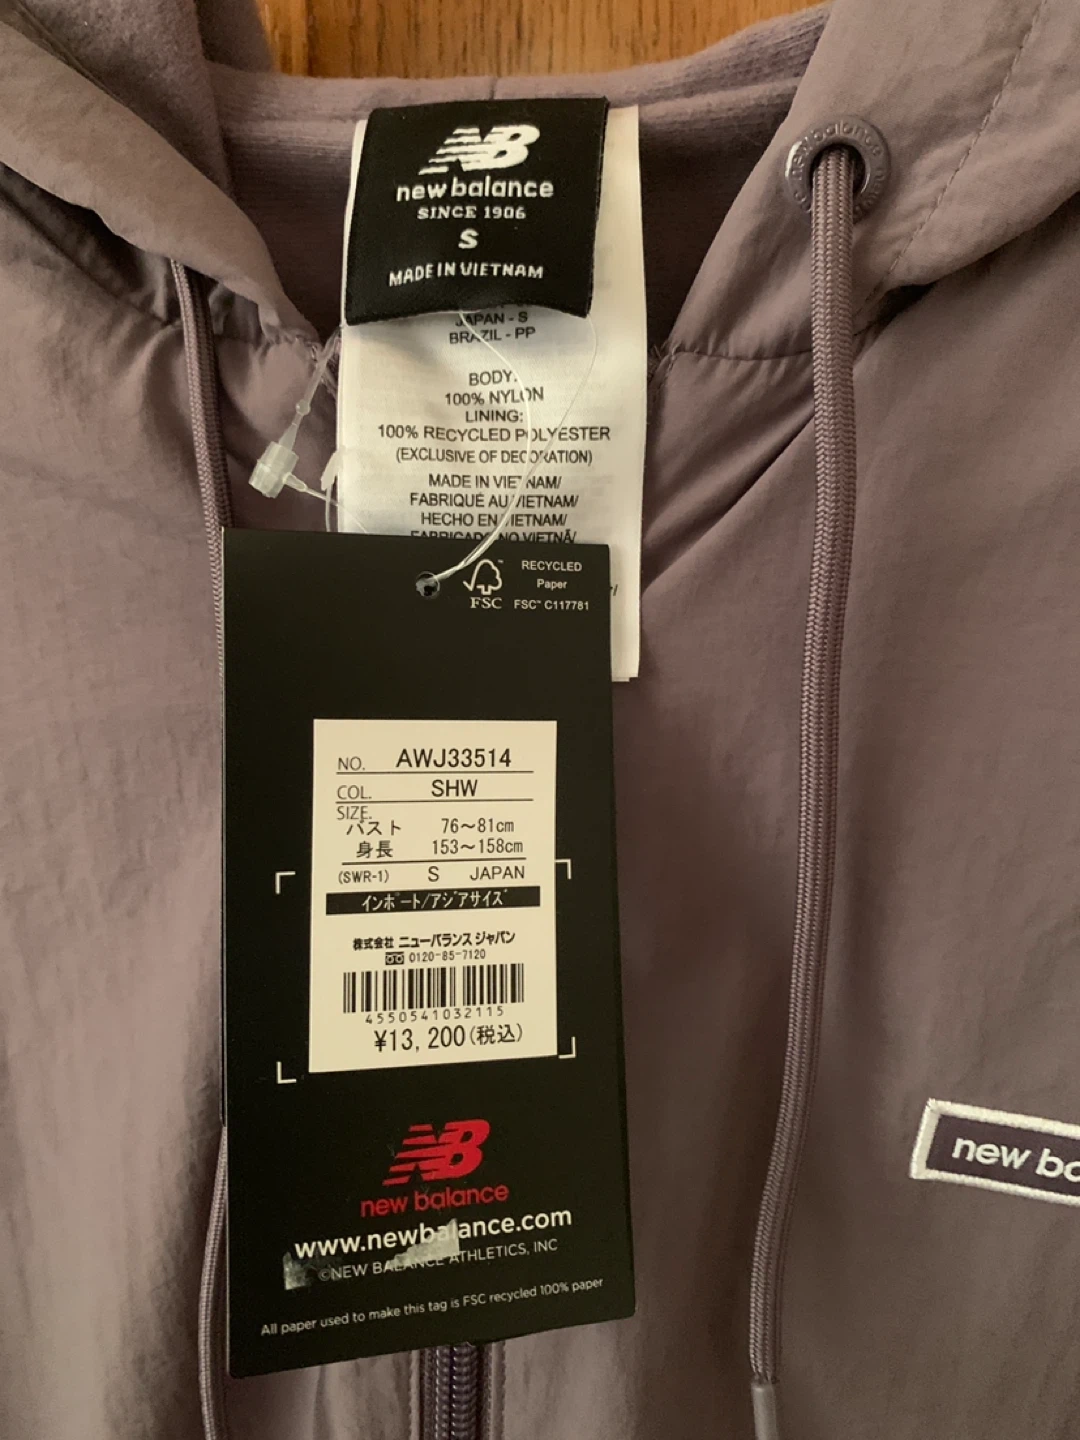 new balance
NB
new balance
SINCE 1906
S
MADE IN VIETNAM
JAPAN - S
BRAZIL - PP
BODY:
100% NYLON
LINING:
100% RECYCLED POLYESTER
(EXCLUSIVE OF DECORATION)
MADE IN VIETNAM/
FABRIQUÉ AU VIETNAM/
HECHO EN VIETNAM/
FABRICADO NO VIETNÃ/
FSC
RECYCLED
Paper
FSC™ C117781
NO. AWJ33514
COL. SHW
SIZE.
バスト 76～81cm
身長 153～158cm
(SWR-1) S JAPAN
インポート/アジアサイズ
株式会社 ニューバランス ジャパン
0120-85-7120
4550541032115
¥13,200(税込)
NB
new balance
www.newbalance.com
©NEW BALANCE ATHLETICS, INC
All paper used to make this tag is FSC recycled 100% paper
new ba